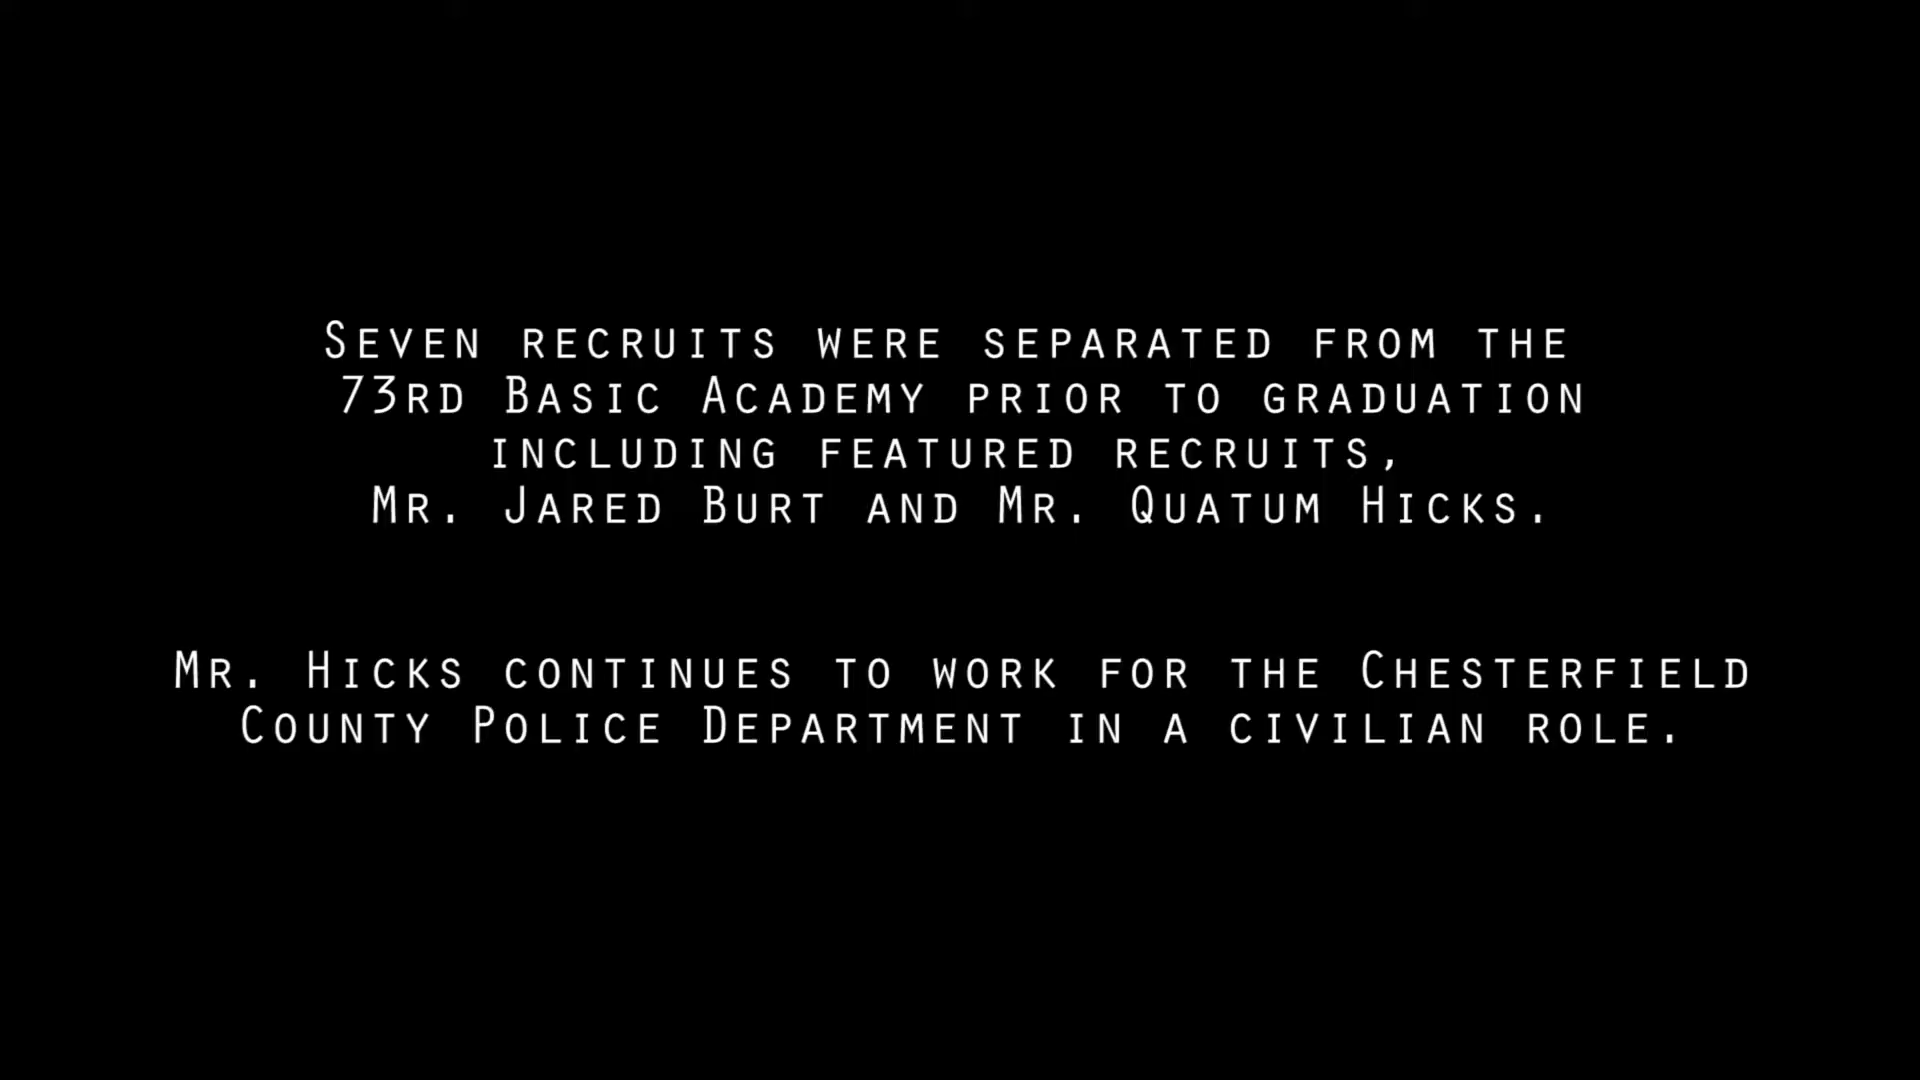 Seven recruits were separated from the
73rd Basic Academy prior to graduation
including featured recruits,
Mr. Jared Burt and Mr. Quatum Hicks.
Mr. Hicks continues to work for the Chesterfield
County Police Department in a civilian role.